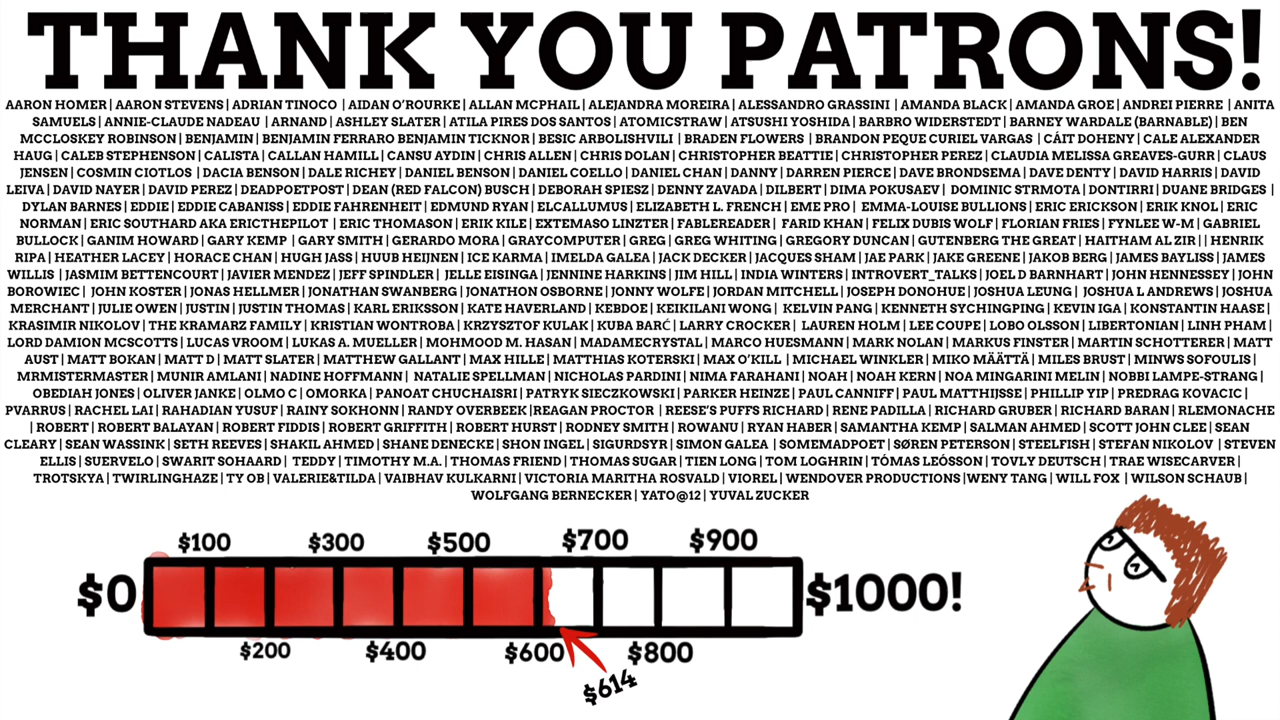 THANK YOU PATRONS!
AARON HOMER | AARON STEVENS | ADRIAN TINOCO | AIDAN O'ROURKE | ALLAN MCPHAIL | ALEJANDRA MOREIRA | ALESSANDRO GRASSINI | AMANDA BLACK | AMANDA GROE | ANDREI PIERRE | ANITA
SAMUELS | ANNIE-CLAUDE NADEAU | ARNAND | ASHLEY SLATER | ATILA PIRES DOS SANTOS | ATOMICSTRAW | ATSUSHI YOSHIDA | BARBRO WIDERSTEDT | BARNEY WARDALE (BARNABLE) | BEN
MCCLOSKEY ROBINSON | BENJAMIN | BENJAMIN FERRARO BENJAMIN TICKNOR | BESIC ARBOLISHVILI | BRADEN FLOWERS | BRANDON PEQUE CURIEL VARGAS | CÁIT DOHENY | CALE ALEXANDER
HAUG | CALEB STEPHENSON | CALISTA | CALLAN HAMILL | CANSU AYDIN | CHRIS ALLEN | CHRIS DOLAN | CHRISTOPHER BEATTIE | CHRISTOPHER PEREZ | CLAUDIA MELISSA GREAVES-GURR | CLAUS
JENSEN | COSMIN CIOTLOS | DACIA BENSON | DALE RICHEY | DANIEL BENSON | DANIEL COELLO | DANIEL CHAN | DANNY | DARREN PIERCE | DAVE BRONDSEMA | DAVE DENTY | DAVID HARRIS | DAVID
LEIVA | DAVID NAYER | DAVID PEREZ | DEADPOETPOST | DEAN (RED FALCON) BUSCH | DEBORAH SPIESZ | DENNY ZAVADA | DILBERT | DIMA POKUSAEV | DOMINIC STRMOTA | DONTIRRI | DUANE BRIDGES |
DYLAN BARNES | EDDIE | EDDIE CABANISS | EDDIE FAHRENHEIT | EDMUND RYAN | ELCALLUMUS | ELIZABETH L. FRENCH | EME PRO | EMMA-LOUISE BULLIONS | ERIC ERICKSON | ERIK KNOL | ERIC
NORMAN | ERIC SOUTHARD AKA ERICTHEPILOT | ERIC THOMASON | ERIK KILE | EXTEMASO LINZTER | FABLEREADER | FARID KHAN | FELIX DUBIS WOLF | FLORIAN FRIES | FYNLEE W-M | GABRIEL
BULLOCK | GANIM HOWARD | GARY KEMP | GARY SMITH | GERARDO MORA | GRAYCOMPUTER | GREG | GREG WHITING | GREGORY DUNCAN | GUTENBERG THE GREAT | HAITHAM AL ZIR | | HENRIK
RIPA | HEATHER LACEY | HORACE CHAN | HUGH JASS | HUUB HEIJNEN | ICE KARMA | IMELDA GALEA | JACK DECKER | JACQUES SHAM | JAE PARK | JAKE GREENE | JAKOB BERG | JAMES BAYLISS | JAMES
WILLIS | JASMIM BETTENCOURT | JAVIER MENDEZ | JEFF SPINDLER | JELLE EISINGA | JENNINE HARKINS | JIM HILL | INDIA WINTERS | INTROVERT_TALKS | JOEL D BARNHART | JOHN HENNESSEY | JOHN
BOROWIEC | JOHN KOSTER | JONAS HELLMER | JONATHAN SWANBERG | JONATHON OSBORNE | JONNY WOLFE | JORDAN MITCHELL | JOSEPH DONOHUE | JOSHUA LEUNG | JOSHUA L ANDREWS | JOSHUA
MERCHANT | JULIE OWEN | JUSTIN | JUSTIN THOMAS | KARL ERIKSSON | KATE HAVERLAND | KEBDOE | KEIKILANI WONG | KELVIN PANG | KENNETH SYCHINGPING | KEVIN IGA | KONSTANTIN HAASE |
KRASIMIR NIKOLOV | THE KRAMARZ FAMILY | KRISTIAN WONTROBA | KRZYSZTOF KULAK | KUBA BARĆ | LARRY CROCKER | LAUREN HOLM | LEE COUPE | LOBO OLSSON | LIBERTONIAN | LINH PHAM |
LORD DAMION MCSCOTTS | LUCAS VROOM | LUKAS A. MUELLER | MOHMOOD M. HASAN | MADAMECRYSTAL | MARCO HUESMANN | MARK NOLAN | MARKUS FINSTER | MARTIN SCHOTTERER | MATT
AUST | MATT BOKAN | MATT D | MATT SLATER | MATTHEW GALLANT | MAX HILLE | MATTHIAS KOTERSKI | MAX O'KILL | MICHAEL WINKLER | MIKO MÄÄTTÄ | MILES BRUST | MINWS SOFOULIS |
MRMISTERMASTER | MUNIR AMLANI | NADINE HOFFMANN | NATALIE SPELLMAN | NICHOLAS PARDINI | NIMA FARAHANI | NOAH | NOAH KERN | NOA MINGARINI MELIN | NOBBI LAMPE-STRANG |
OBEDIAH JONES | OLIVER JANKE | OLMO C | OMORKA | PANOAT CHUCHAISRI | PATRYK SIECZKOWSKI | PARKER HEINZE | PAUL CANNIFF | PAUL MATTHIJSSE | PHILLIP YIP | PREDRAG KOVACIC |
PVARRUS | RACHEL LAI | RAHADIAN YUSUF | RAINY SOKHONN | RANDY OVERBEEK |REAGAN PROCTOR | REESE'S PUFFS RICHARD | RENE PADILLA | RICHARD GRUBER | RICHARD BARAN | RLEMONACHE
| ROBERT | ROBERT BALAYAN | ROBERT FIDDIS | ROBERT GRIFFITH | ROBERT HURST | RODNEY SMITH | ROWANU | RYAN HABER | SAMANTHA KEMP | SALMAN AHMED | SCOTT JOHN CLEE | SEAN
CLEARY | SEAN WASSINK | SETH REEVES | SHAKIL AHMED | SHANE DENECKE | SHON INGEL | SIGURDSYR | SIMON GALEA | SOMEMADPOET | SØREN PETERSON | STEELFISH | STEFAN NIKOLOV | STEVEN
ELLIS | SUERVELO | SWARIT SOHAARD | TEDDY | TIMOTHY M.A. | THOMAS FRIEND | THOMAS SUGAR | TIEN LONG | TOM LOGHRIN | TÓMAS LEÓSSON | TOVLY DEUTSCH | TRAE WISECARVER |
TROTSKYA | TWIRLINGHAZE | TY OB | VALERIE&TILDA | VAIBHAV KULKARNI | VICTORIA MARITHA ROSVALD | VIOREL | WENDOVER PRODUCTIONS |WENY TANG | WILL FOX | WILSON SCHAUB |
WOLFGANG BERNECKER | YATO@12 | YUVAL ZUCKER
$100 $300 $500 $700 $900
$0 $1000!
$200 $400 $600 $800
$614